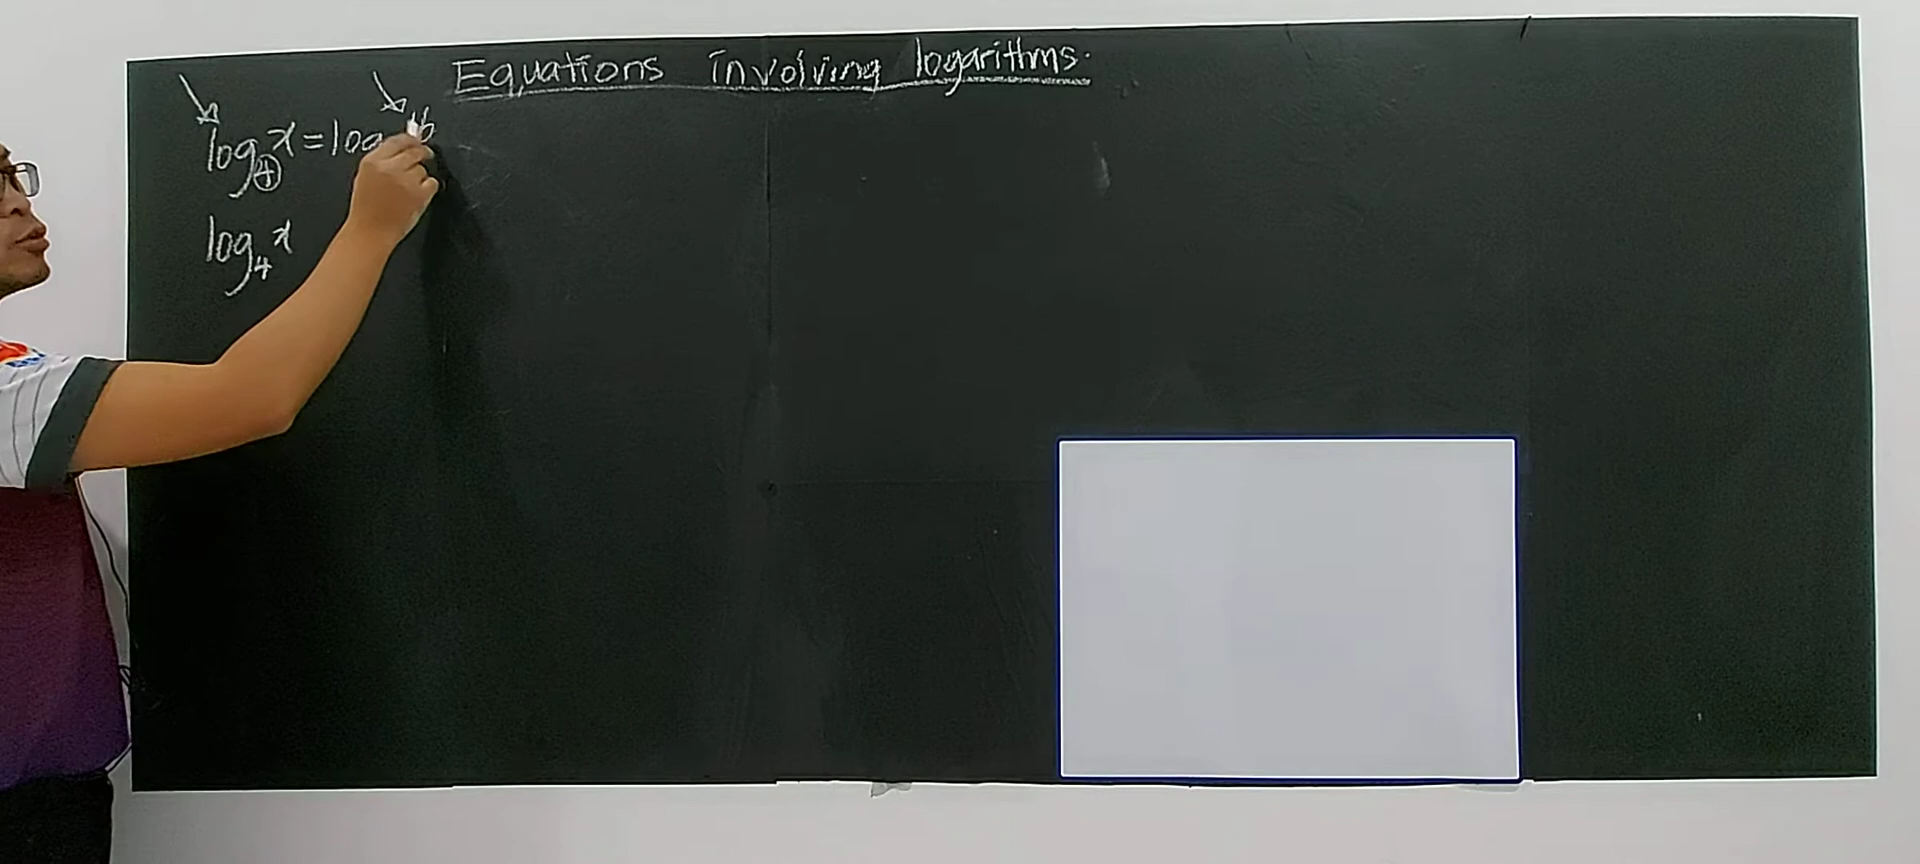 Equations involving logarithms.
log₄x = log
log₄x